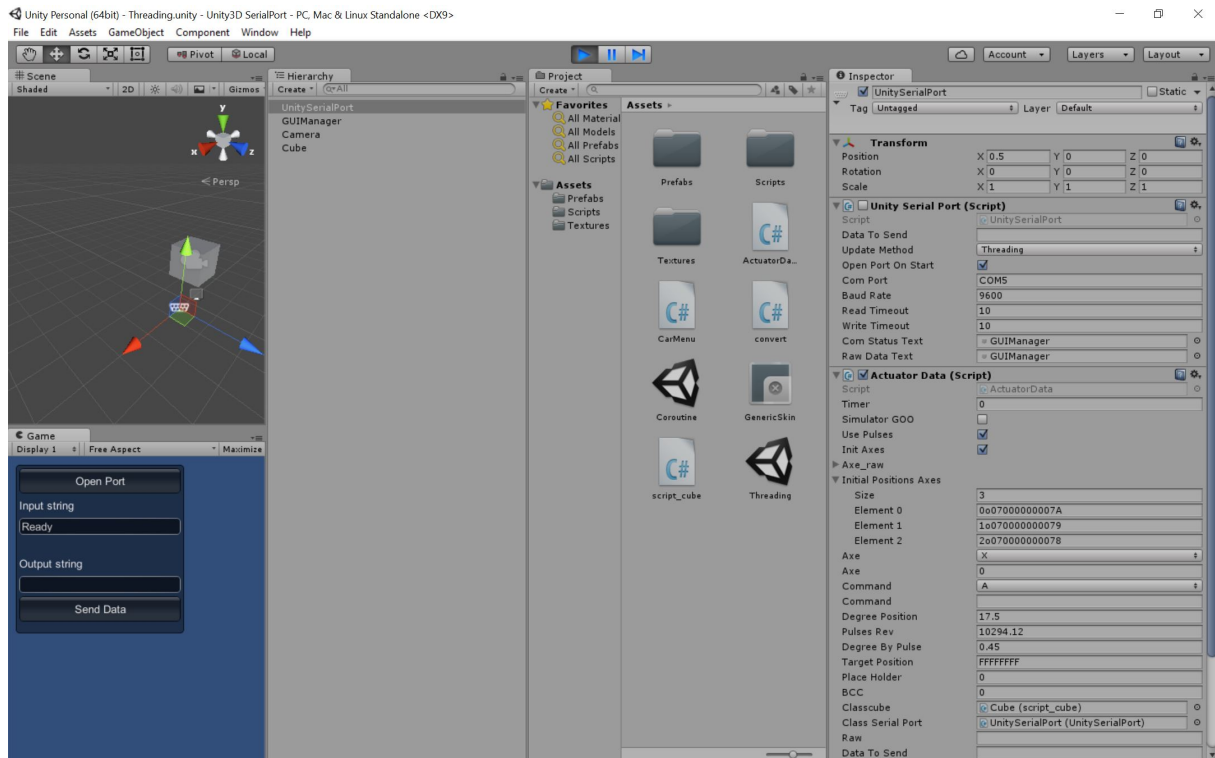 Unity Personal (64bit) - Threading.unity - Unity3D SerialPort - PC, Mac & Linux Standalone <DX9>
File Edit Assets GameObject Component Window Help
Pivot Local
Account Layers Layout
# Scene
Shaded 2D Gizmos
y
x z
< Persp
Game
Display 1 Free Aspect Maximize
Open Port
Input string
Ready
Output string
Send Data
Hierarchy
Create All
UnitySerialPort
GUIManager
Camera
Cube
Project
Create
Favorites
All Material
All Models
All Prefabs
All Scripts
Assets
Prefabs
Scripts
Textures
Assets
Prefabs Scripts
C#
Textures ActuatorDa...
C# C#
CarMenu convert
Coroutine GenericSkin
C#
script_cube Threading
Inspector
UnitySerialPort Static
Tag Untagged Layer Default
Transform
Position X 0.5 Y 0 Z 0
Rotation X 0 Y 0 Z 0
Scale X 1 Y 1 Z 1
Unity Serial Port (Script)
Script UnitySerialPort
Data To Send
Update Method Threading
Open Port On Start
Com Port COM5
Baud Rate 9600
Read Timeout 10
Write Timeout 10
Com Status Text GUIManager
Raw Data Text GUIManager
Actuator Data (Script)
Script ActuatorData
Timer 0
Simulator GOO
Use Pulses
Init Axes
Axe_raw
Initial Positions Axes
Size 3
Element 0 0o07000000007A
Element 1 1o070000000079
Element 2 2o070000000078
Axe X
Axe 0
Command A
Command
Degree Position 17.5
Pulses Rev 10294.12
Degree By Pulse 0.45
Target Position FFFFFFFF
Place Holder 0
BCC 0
Classcube Cube (script_cube)
Class Serial Port UnitySerialPort (UnitySerialPort)
Raw
Data To Send